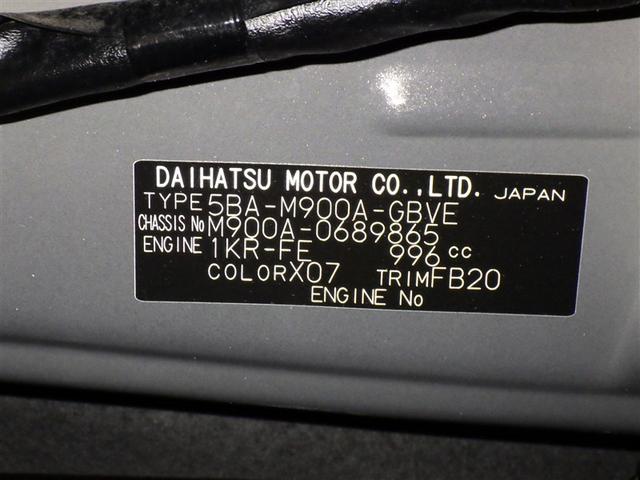 DAIHATSU MOTOR CO.,LTD. JAPAN
TYPE 5BA-M900A-GBVE
CHASSIS No M900A-0689865
ENGINE 1KR-FE 996 cc
COLOR X07 TRIM FB20
ENGINE No